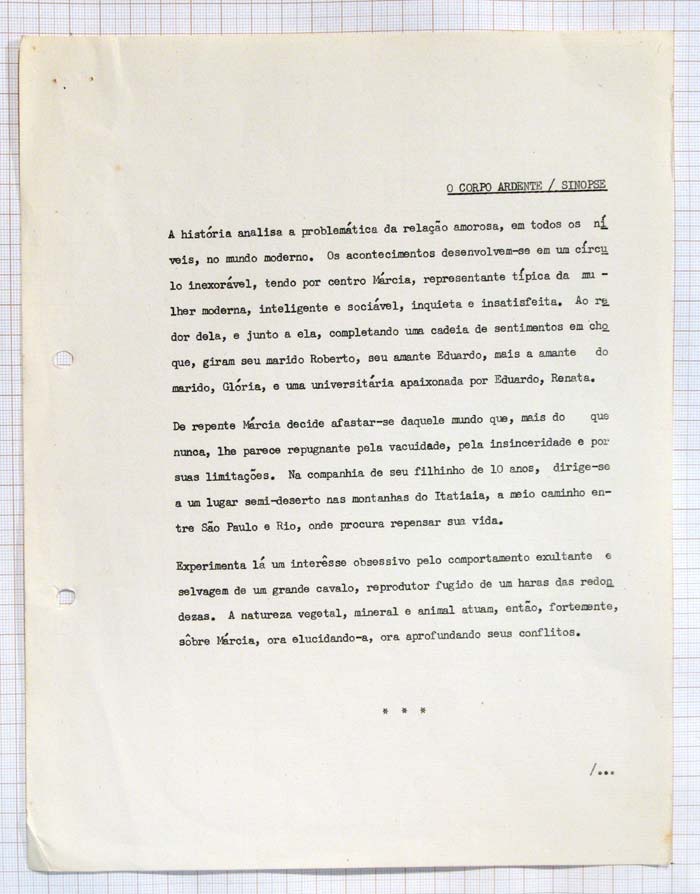 O CORPO ARDENTE / SINOPSE
A história analisa a problemática da relação amorosa, em todos os ní
veis, no mundo moderno. Os acontecimentos desenvolvem-se em um círcu
lo inexorável, tendo por centro Márcia, representante típica da mu -
lher moderna, inteligente e sociável, inquieta e insatisfeita. Ao re
dor dela, e junto a ela, completando uma cadeia de sentimentos em cho
que, giram seu marido Roberto, seu amante Eduardo, mais a amante do
marido, Glória, e uma universitária apaixonada por Eduardo, Renata.
De repente Márcia decide afastar-se daquele mundo que, mais do que
nunca, lhe parece repugnante pela vacuidade, pela insinceridade e por
suas limitações. Na companhia de seu filhinho de 10 anos, dirige-se
a um lugar semi-deserto nas montanhas do Itatiaia, a meio caminho en-
tre São Paulo e Rio, onde procura repensar sua vida.
Experimenta lá um interêsse obsessivo pelo comportamento exultante e
selvagem de um grande cavalo, reprodutor fugido de um haras das redon
dezas. A natureza vegetal, mineral e animal atuam, então, fortemente,
sôbre Márcia, ora elucidando-a, ora aprofundando seus conflitos.
* * *
/...